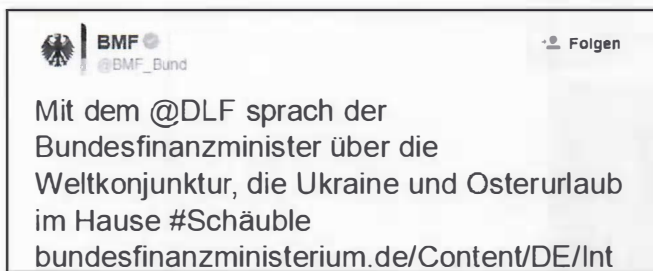 BMF
Folgen
@BMF_Bund
Mit dem @DLF sprach der
Bundesfinanzminister über die
Weltkonjunktur, die Ukraine und Osterurlaub
im Hause #Schäuble
bundesfinanzministerium.de/Content/DE/Int